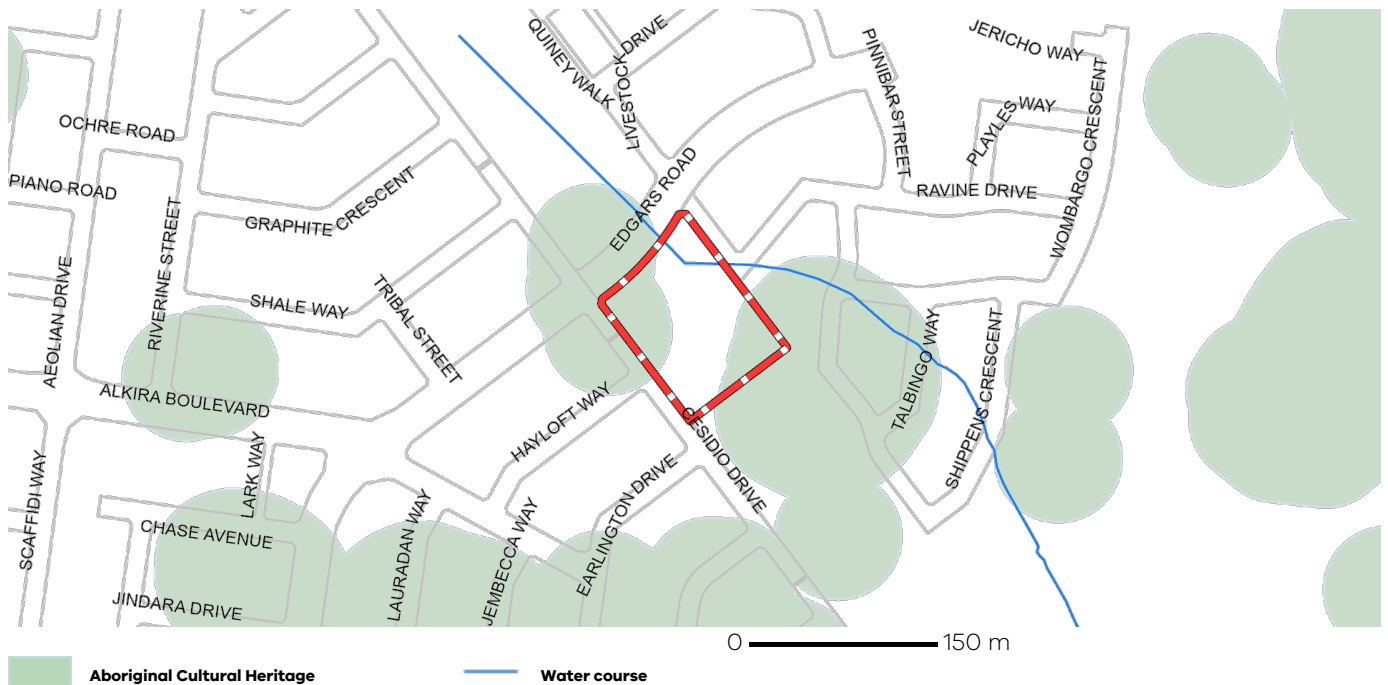 QUINEY WALK
LIVESTOCK DRIVE
PINNIBAR STREET
JERICHO WAY
PLAYLES WAY
WOMBARGO CRESCENT
OCHRE ROAD
PIANO ROAD
GRAPHITE CRESCENT
EDGARS ROAD
RAVINE DRIVE
RIVERINE STREET
AEOLIAN DRIVE
SHALE WAY
TRIBAL STREET
ALKIRA BOULEVARD
HAYLOFT WAY
TALBINGO WAY
SHIPPENS CRESCENT
CESIDIO DRIVE
SCAFFIDI WAY
LARK WAY
CHASE AVENUE
LAURADAN WAY
JEMBECCA WAY
EARLINGTON DRIVE
JINDARA DRIVE
0 150 m
Aboriginal Cultural Heritage
Water course